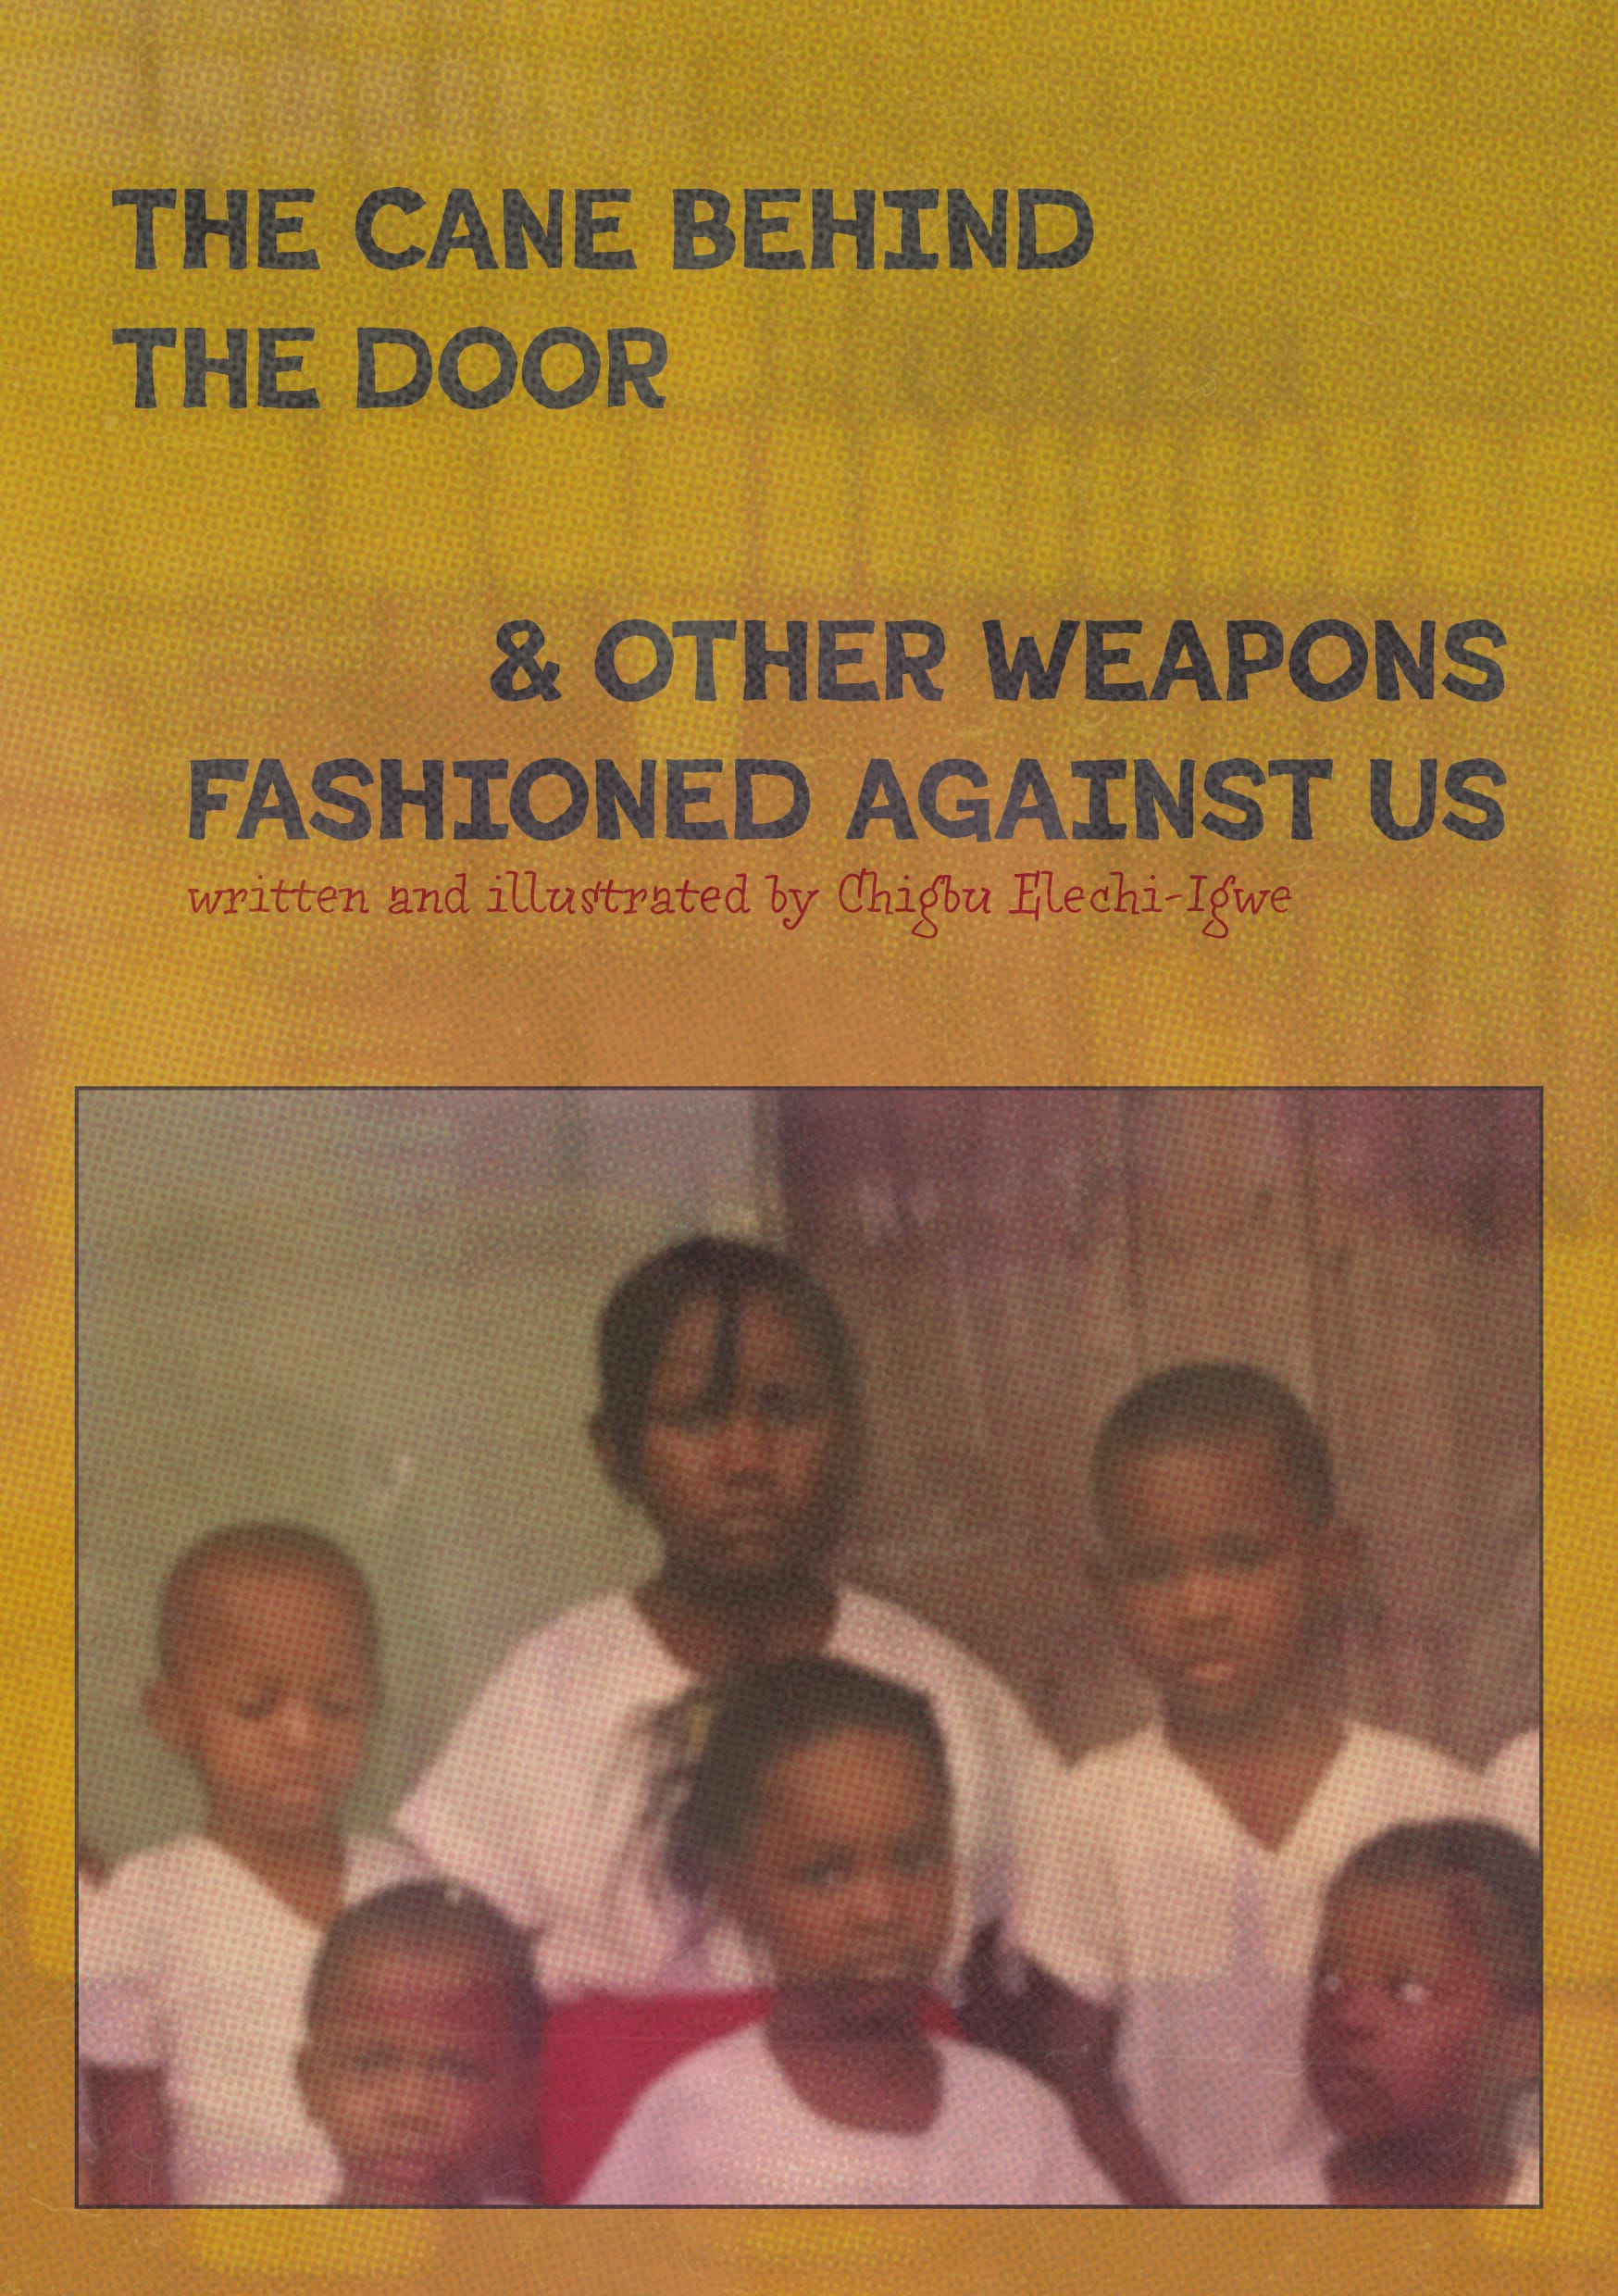 THE CANE BEHIND
THE DOOR
& OTHER WEAPONS
FASHIONED AGAINST US
written and illustrated by Chigbu Elechi-Igwe